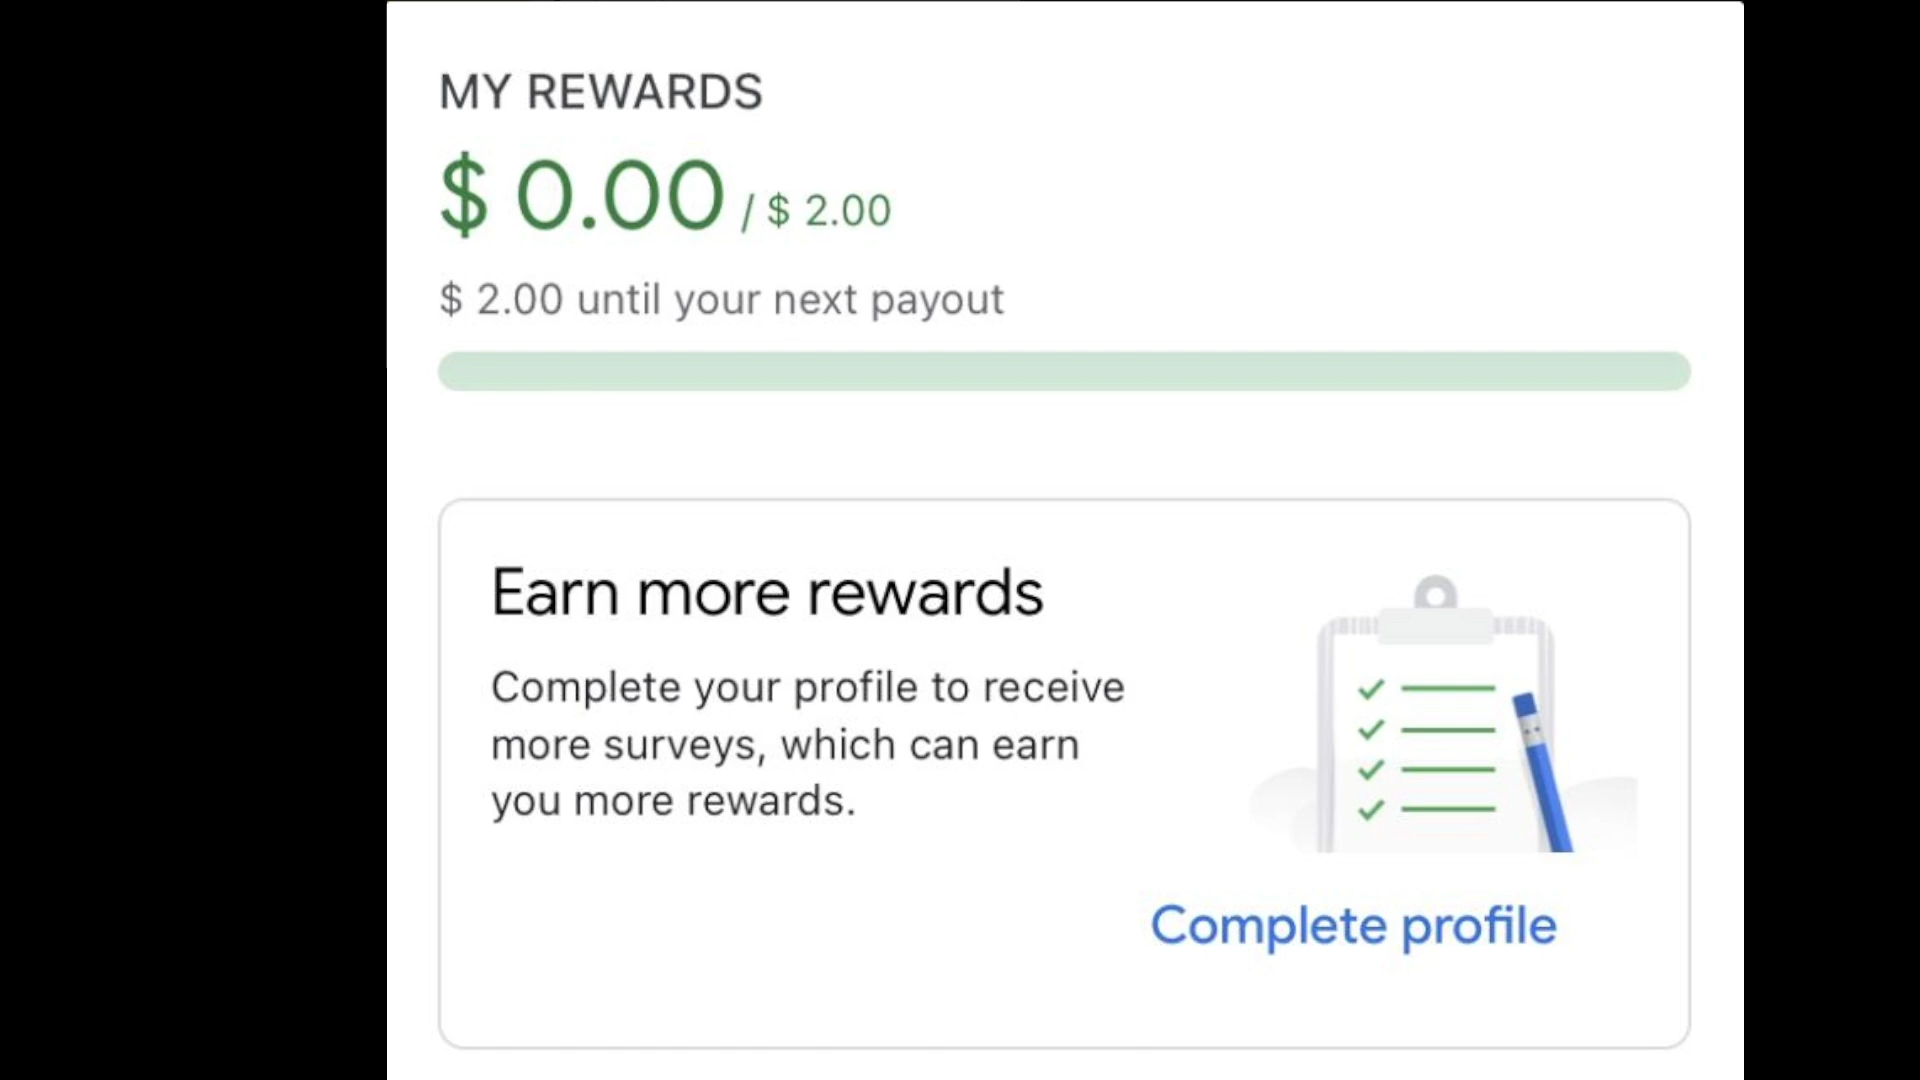 MY REWARDS
$ 0.00 / $ 2.00
$ 2.00 until your next payout
Earn more rewards
Complete your profile to receive
more surveys, which can earn
you more rewards.
Complete profile